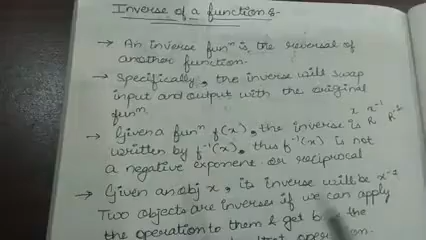 Inverse of a function :-
→ An inverse funⁿ is the reversal of
another function.
→ Specifically, the inverse will swap
input and output with the original
funⁿ
x x⁻¹
→ Given a funⁿ f(x), the inverse is R R⁻¹
written by f⁻¹(x), thus f⁻¹(x) is not
a negative exponent or reciprocal
→ Given an obj x, its inverse will be x⁻¹
Two objects are inverses if we can apply
the operation to them & get the